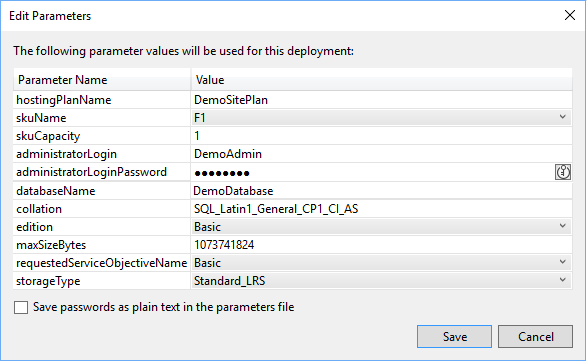 Edit Parameters
The following parameter values will be used for this deployment:
Parameter Name Value
hostingPlanName DemoSitePlan
skuName F1
skuCapacity 1
administratorLogin DemoAdmin
administratorLoginPassword ●●●●●●●●
databaseName DemoDatabase
collation SQL_Latin1_General_CP1_CI_AS
edition Basic
maxSizeBytes 1073741824
requestedServiceObjectiveName Basic
storageType Standard_LRS
Save passwords as plain text in the parameters file
Save Cancel